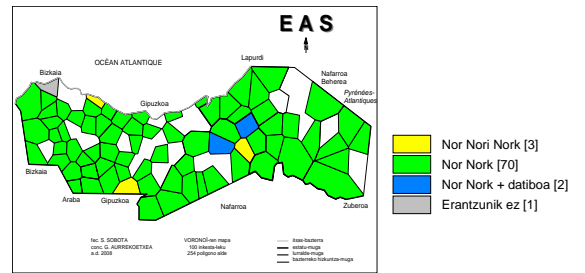 EAS
N
OCÉAN ATLANTIQUE
Lapurdi
Nafarroa
Beherea
Bizkaia
Pyrénées-
Atlantiques
Gipuzkoa
Nor Nori Nork [3]
Nor Nork [70]
Nor Nork + datiboa [2]
Erantzunik ez [1]
Bizkaia
Araba
Gipuzkoa
Nafarroa
Zuberoa
fec. S. SOBOTA
conc. G. AURREKOETXEA
a.d. 2008
VORONOÏ-ren mapa
100 inkesta-leku
254 poligono alde
itsas-bazterra
estatu-muga
lurralde-muga
bazterreko hizkuntza-muga